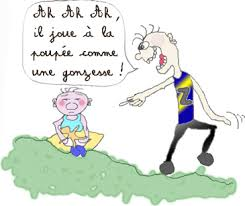 Ah Ah Ah,
il joue à la
poupée comme
une gonzesse !
Z